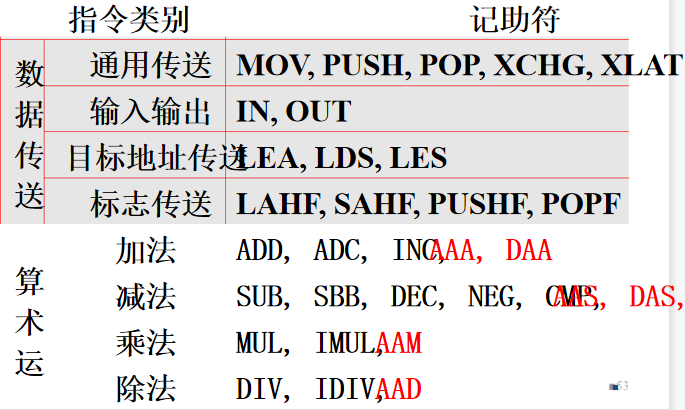 指令类别 记助符
数据传送
通用传送 MOV, PUSH, POP, XCHG, XLAT
输入输出 IN, OUT
目标地址传送 LEA, LDS, LES
标志传送 LAHF, SAHF, PUSHF, POPF
算术运
加法 ADD, ADC, INC, AAA, DAA
减法 SUB, SBB, DEC, NEG, CMP, AAS, DAS,
乘法 MUL, IMUL, AAM
除法 DIV, IDIV, AAD
63